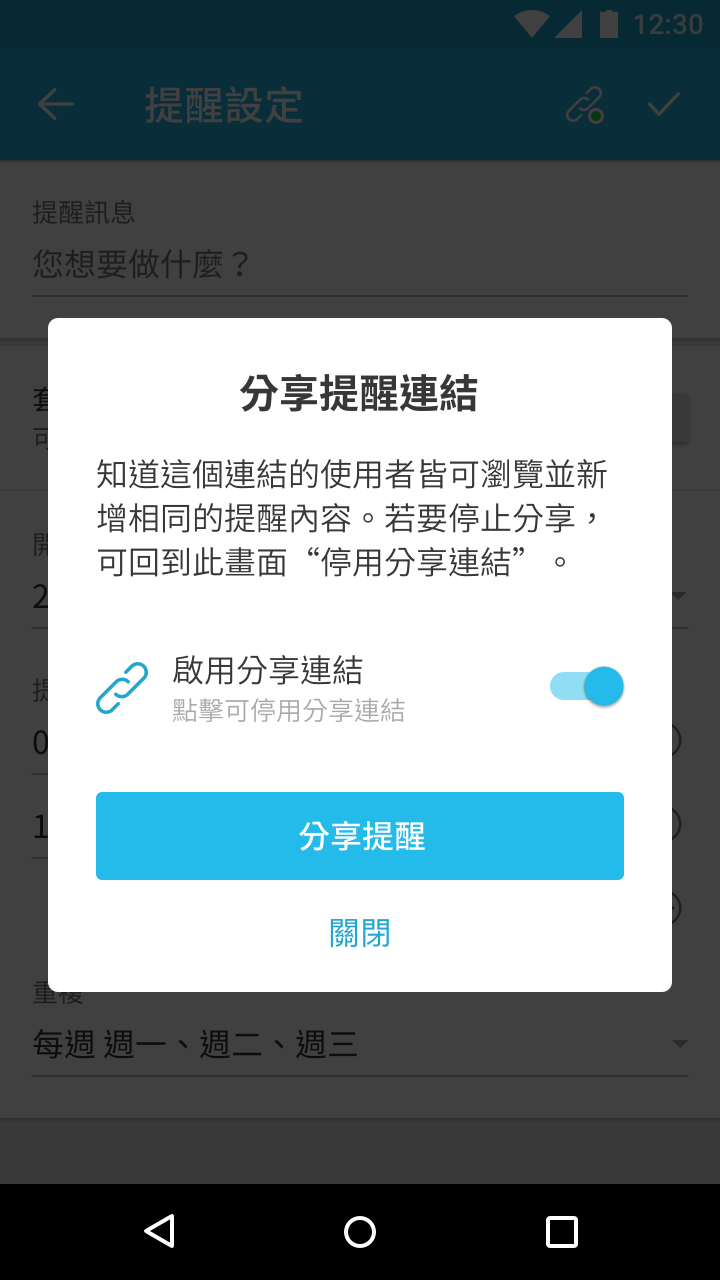 12:30
提醒設定
提醒訊息
您想要做什麼？
分享提醒連結
知道這個連結的使用者皆可瀏覽並新
增相同的提醒內容。若要停止分享，
可回到此畫面“停用分享連結”。
啟用分享連結
點擊可停用分享連結
分享提醒
關閉
重複
每週 週一、週二、週三